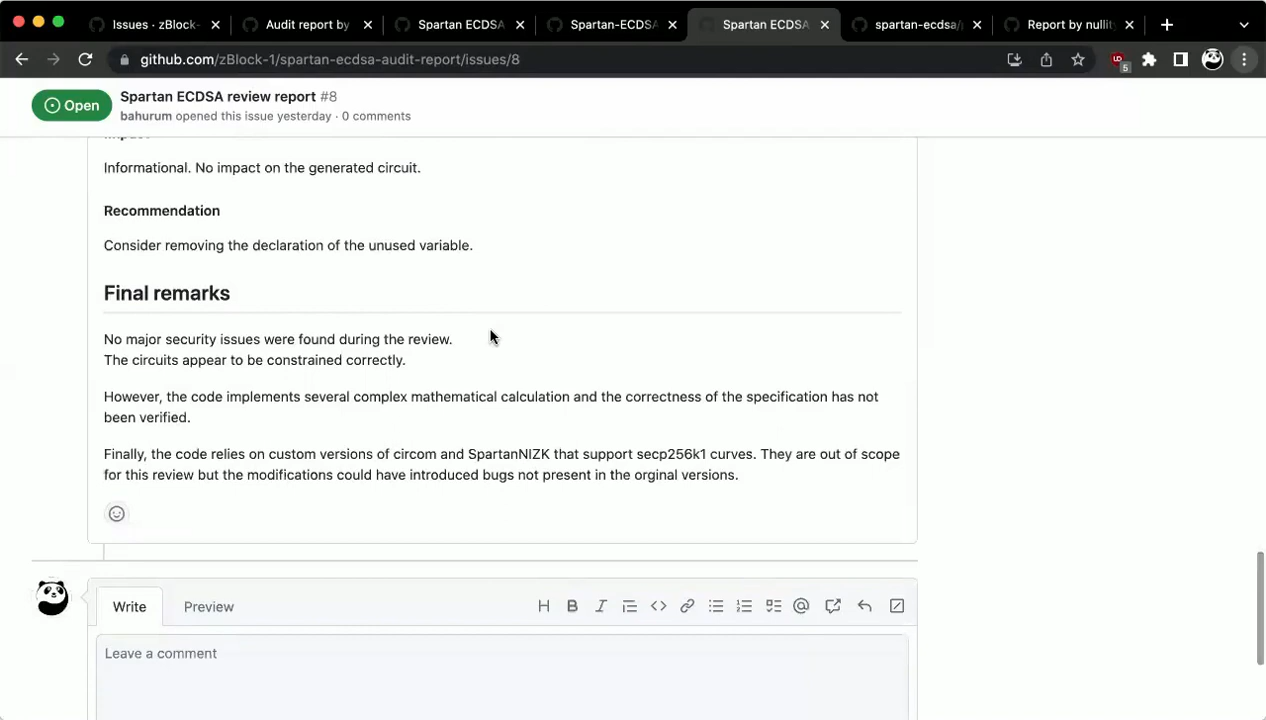 Issues · zBlock-
Audit report by
Spartan ECDSA
Spartan-ECDSA
Spartan ECDSA
spartan-ecdsa/
Report by nullit
github.com/zBlock-1/spartan-ecdsa-audit-report/issues/8
5
Open
Spartan ECDSA review report #8
bahurum opened this issue yesterday · 0 comments
Informational. No impact on the generated circuit.
Recommendation
Consider removing the declaration of the unused variable.
Final remarks
No major security issues were found during the review.
The circuits appear to be constrained correctly.
However, the code implements several complex mathematical calculation and the correctness of the specification has not
been verified.
Finally, the code relies on custom versions of circom and SpartanNIZK that support secp256k1 curves. They are out of scope
for this review but the modifications could have introduced bugs not present in the orginal versions.
Write
Preview
Leave a comment